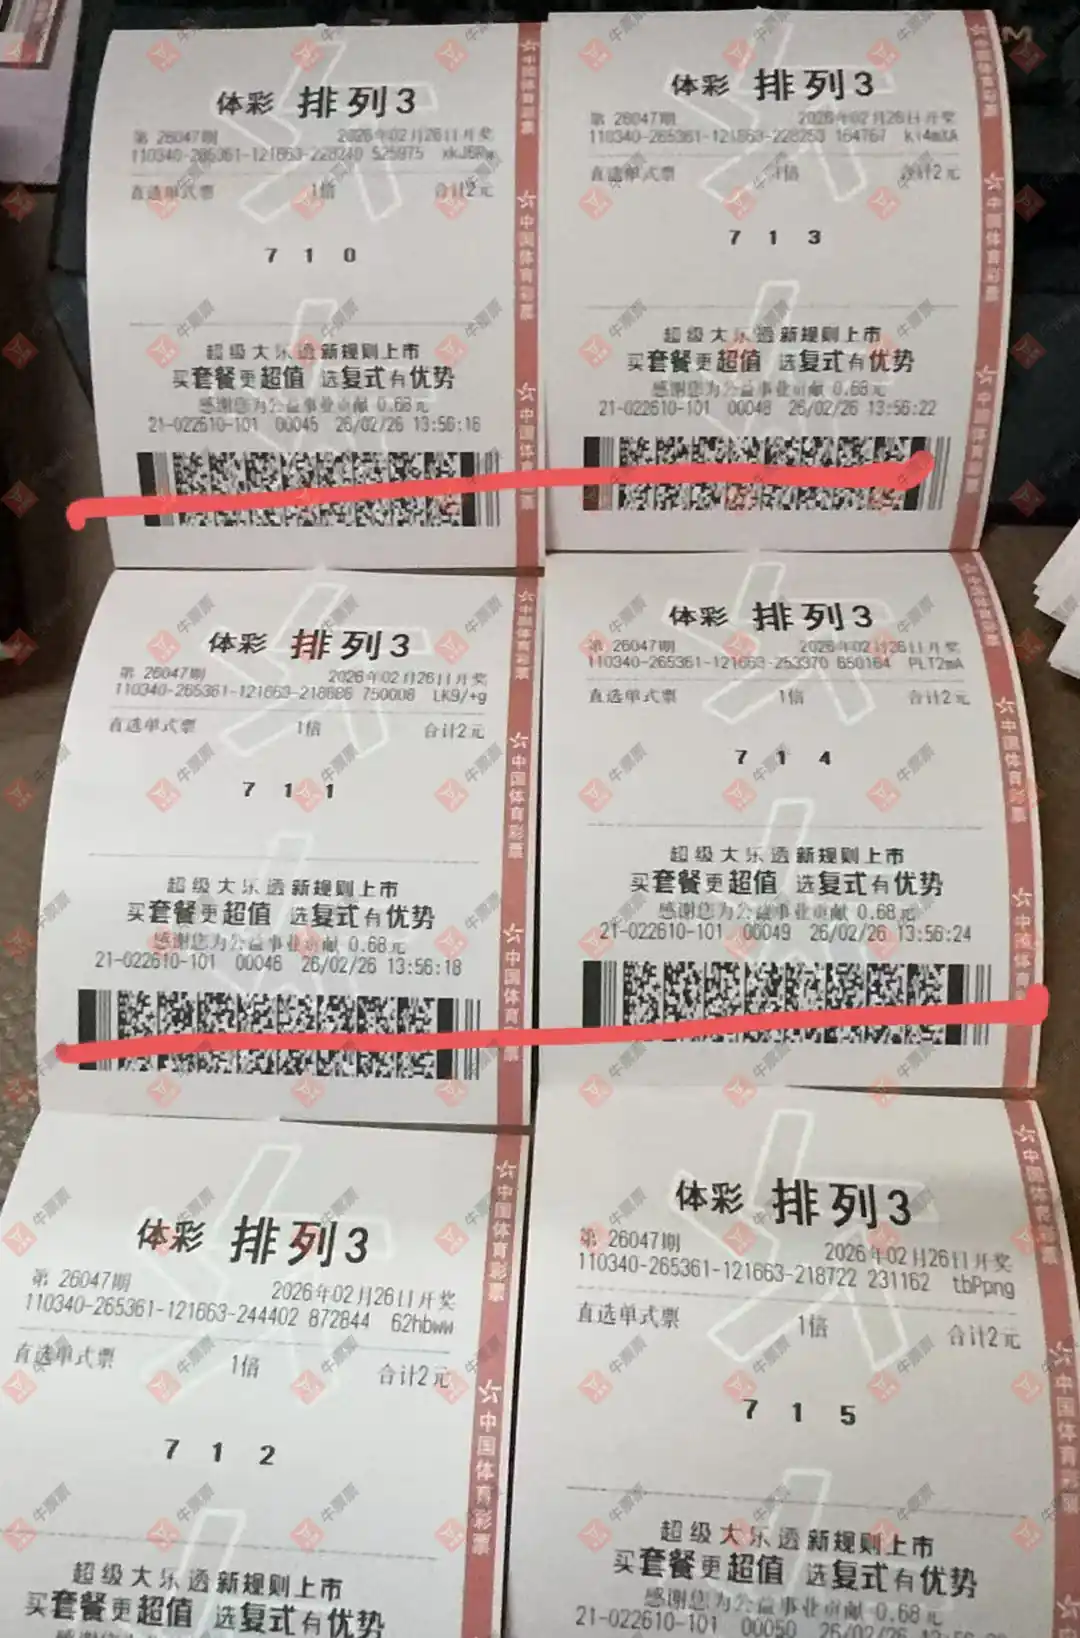 体彩 排列3
第 26047期 2026年02月26日开奖
110340-265361-121663-228240 525975 xkJ6Rw
直选单式票 1倍 合计2元
7 1 0
超级大乐透新规则上市
买套餐更超值 选复式有优势
感谢您为公益事业贡献 0.68元
21-022610-101 00045 26/02/26 13:56:16
体彩 排列3
第 26047期 2026年02月26日开奖
110340-265361-121663-228253 164767 ki4mXA
直选单式票 1倍 合计2元
7 1 3
超级大乐透新规则上市
买套餐更超值 选复式有优势
感谢您为公益事业贡献 0.68元
21-022610-101 00048 26/02/26 13:56:22
体彩 排列3
第 26047期 2026年02月26日开奖
110340-265361-121663-218686 750008 LK9/+g
直选单式票 1倍 合计2元
7 1 1
超级大乐透新规则上市
买套餐更超值 选复式有优势
感谢您为公益事业贡献 0.68元
21-022610-101 00046 26/02/26 13:56:18
体彩 排列3
第 26047期 2026年02月26日开奖
110340-265361-121663-253370 650164 PLT2mA
直选单式票 1倍 合计2元
7 1 4
超级大乐透新规则上市
买套餐更超值 选复式有优势
感谢您为公益事业贡献 0.68元
21-022610-101 00049 26/02/26 13:56:24
体彩 排列3
第 26047期 2026年02月26日开奖
110340-265361-121663-244402 872844 62hbww
直选单式票 1倍 合计2元
7 1 2
超级大乐透新规则上市
买套餐更超值 选复式有优势
体彩 排列3
第 26047期 2026年02月26日开奖
110340-265361-121663-218722 231162 tbPpng
直选单式票 1倍 合计2元
7 1 5
超级大乐透新规则上市
买套餐更超值 选复式有优势
感谢您为公益事业贡献 0.68元
21-022610-101 00050 26/02/26
中国体育彩票
牛票票